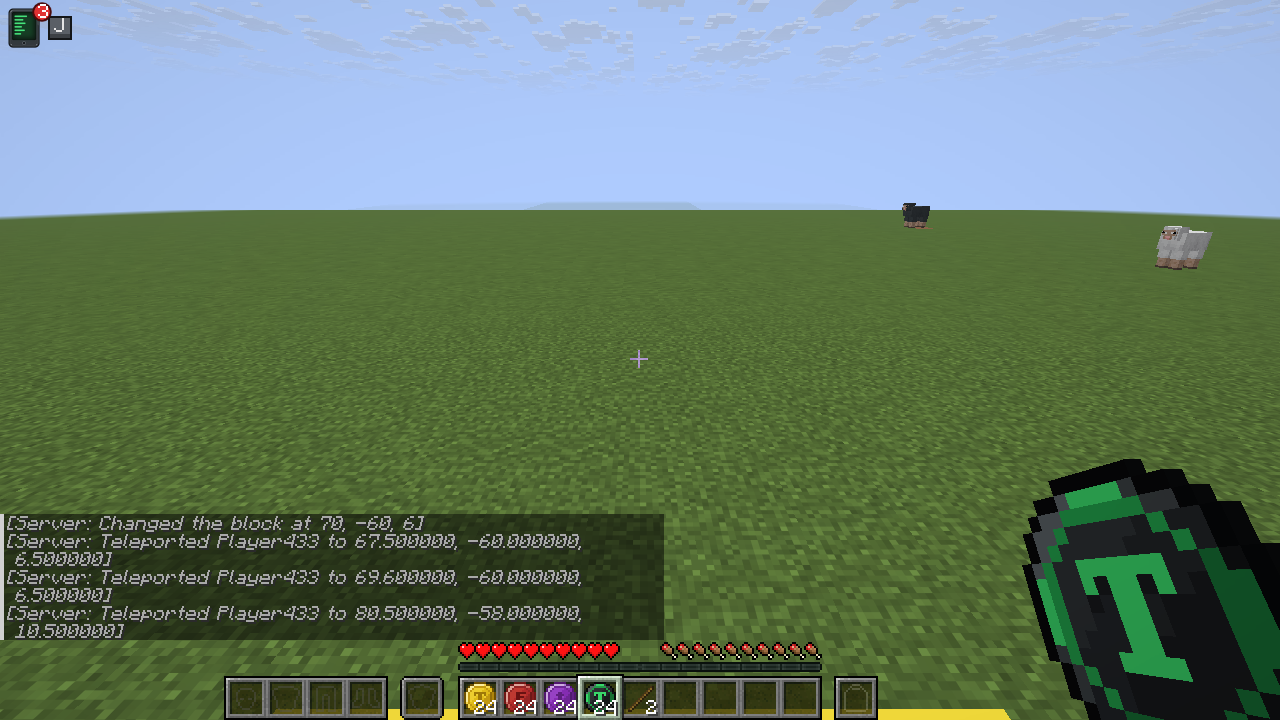 3
J
[Server: Changed the block at 70, -60, 6]
[Server: Teleported Player433 to 67.500000, -60.000000,
6.500000]
[Server: Teleported Player433 to 69.600000, -60.000000,
6.500000]
[Server: Teleported Player433 to 80.500000, -58.000000,
10.500000]
T
24 24 24 24 2